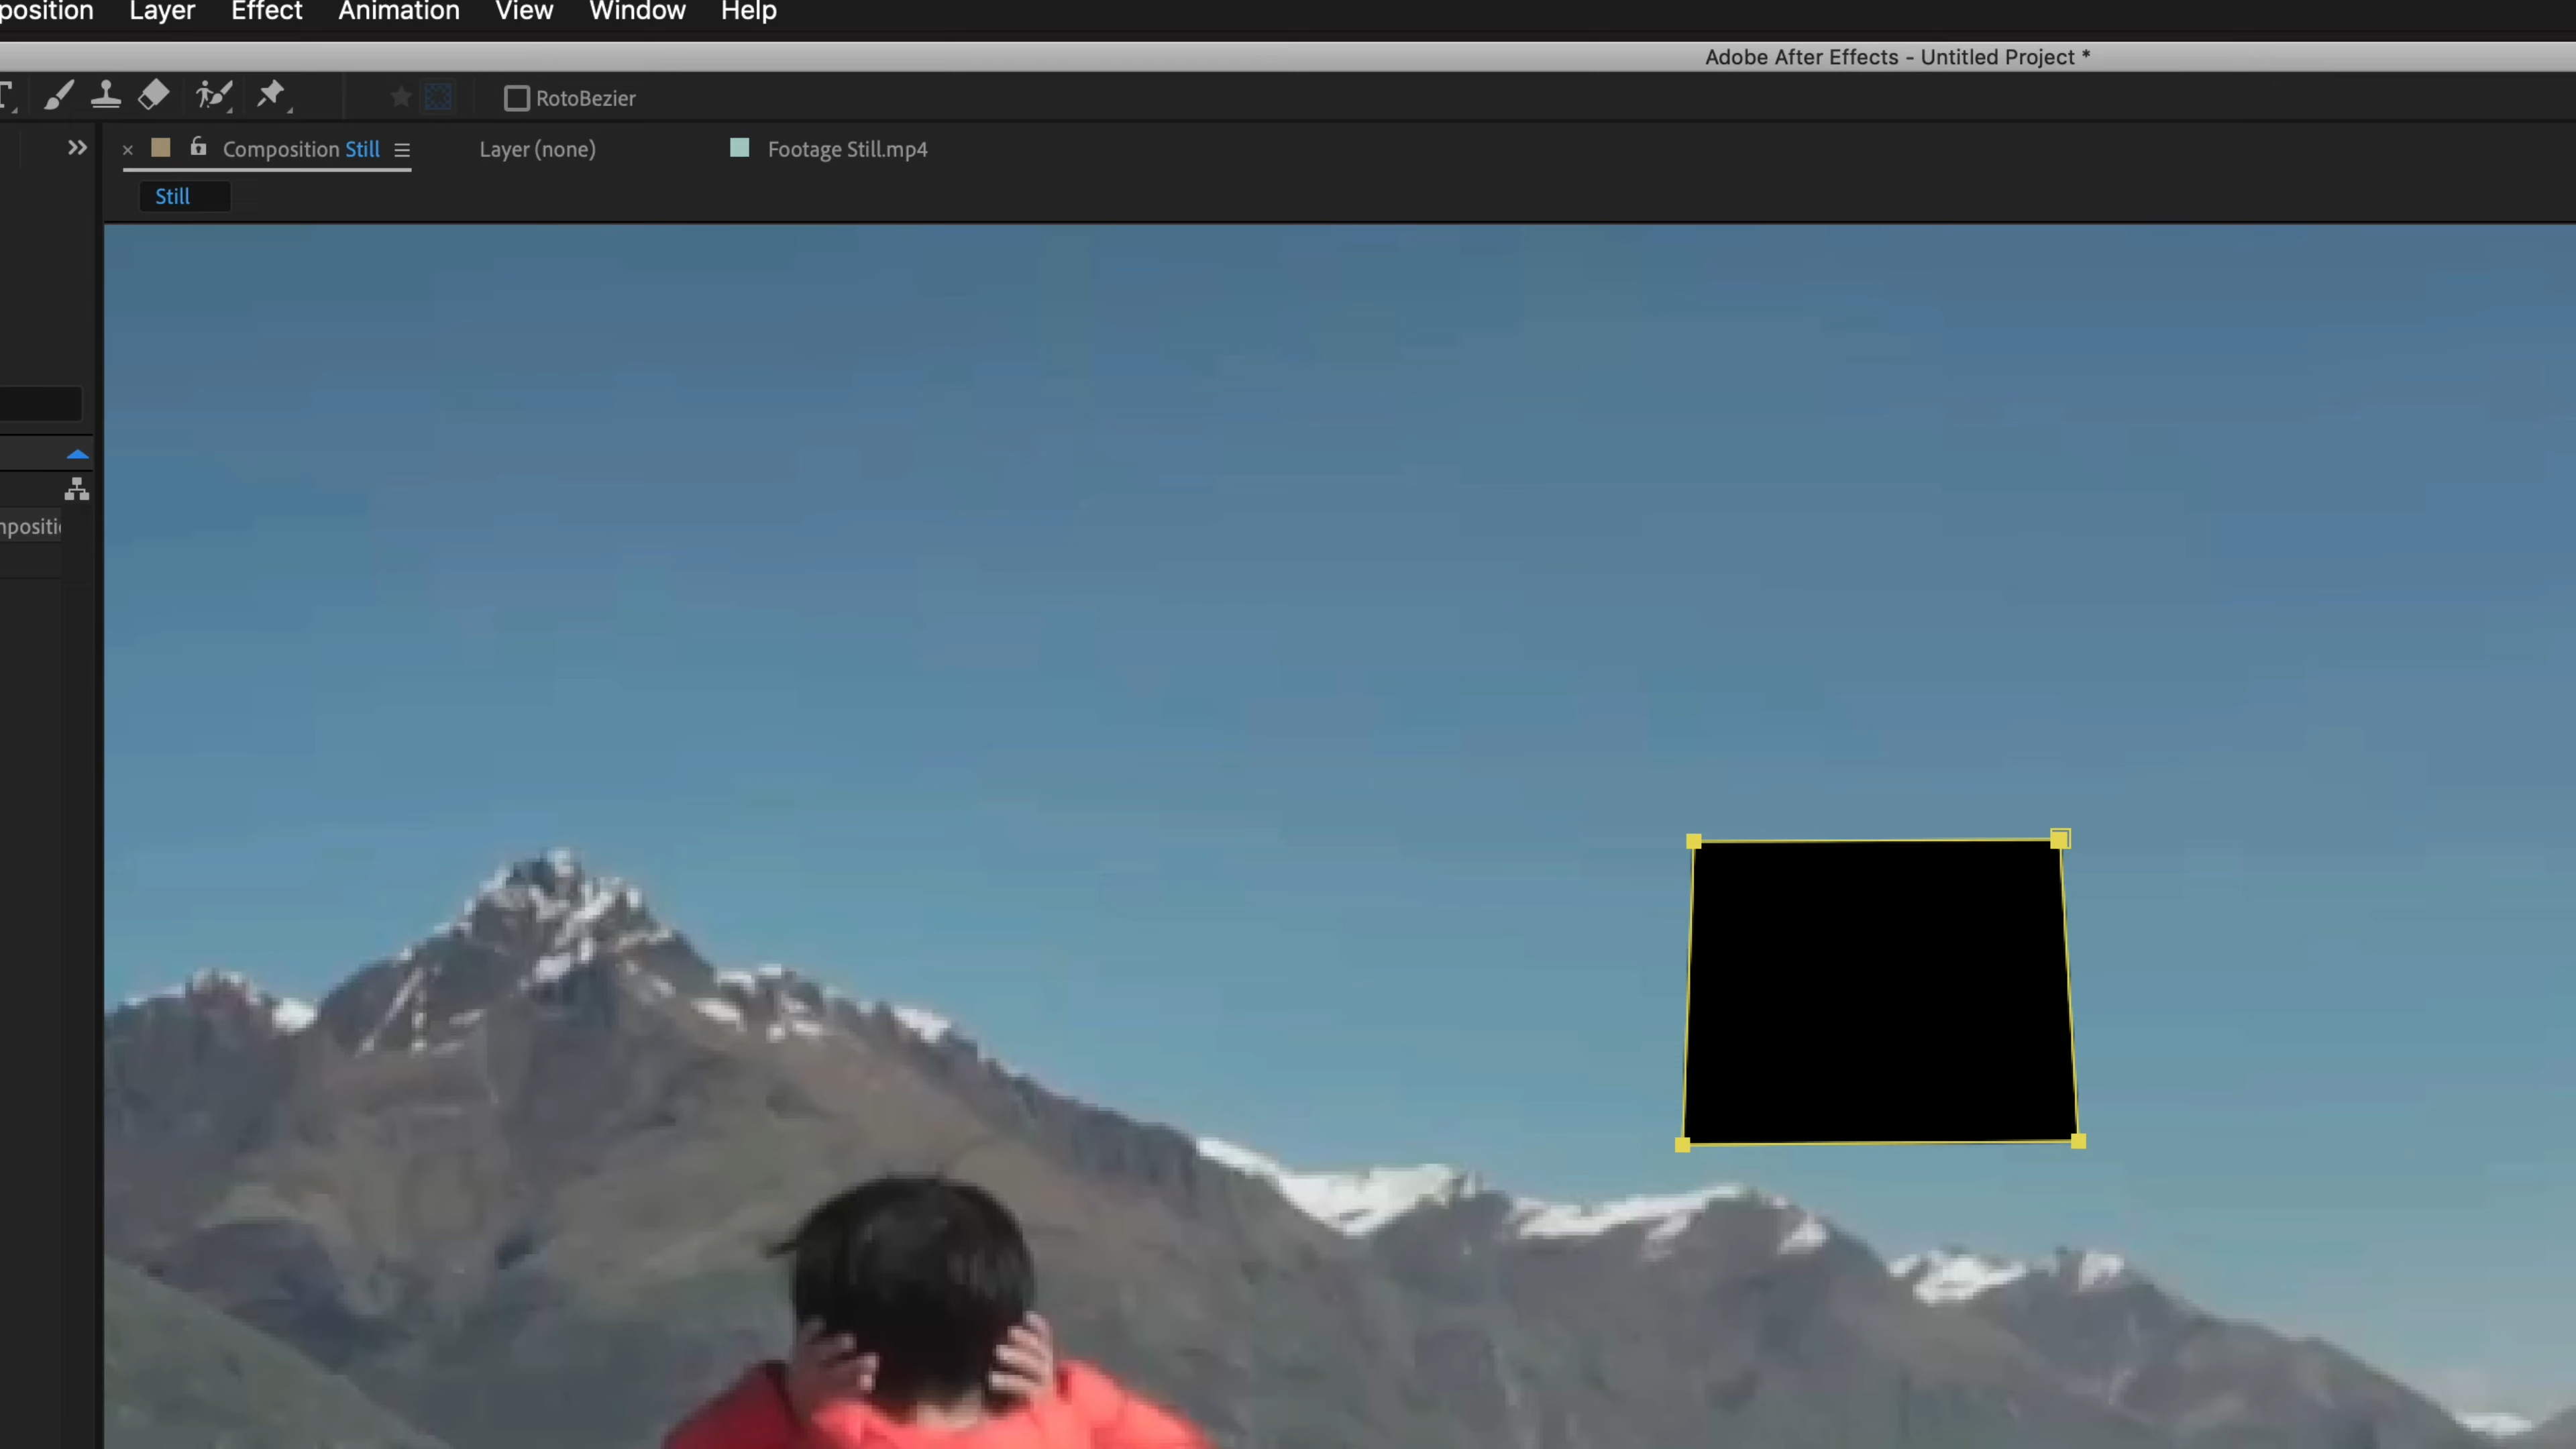 position Layer Effect Animation View Window Help
Adobe After Effects - Untitled Project *
RotoBezier
Composition Still Layer (none) Footage Still.mp4
Still
mpositi